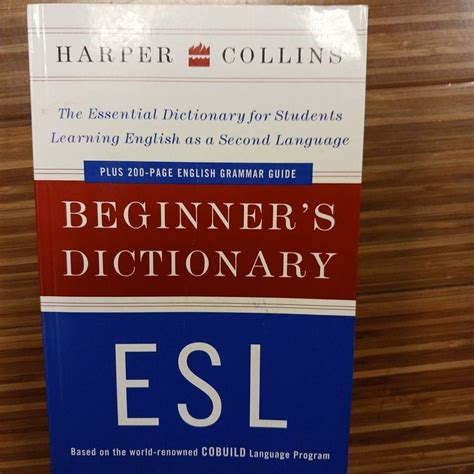 HARPER COLLINS
The Essential Dictionary for Students
Learning English as a Second Language
PLUS 200-PAGE ENGLISH GRAMMAR GUIDE
BEGINNER'S
DICTIONARY
ESL
Based on the world-renowned COBUILD Language Program